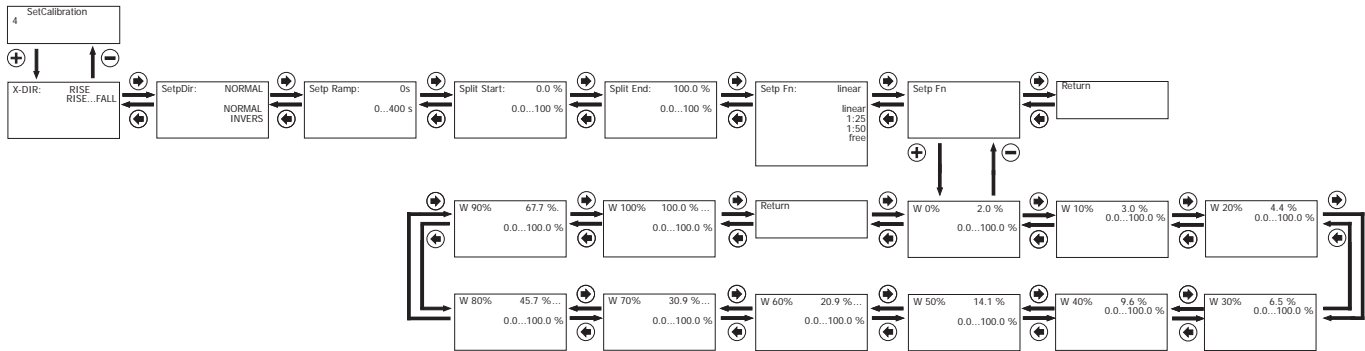 SetCalibration
4
X-DIR: RISE
RISE...FALL
SetpDir: NORMAL
NORMAL
INVERS
Setp Ramp: 0s
0...400 s
Split Start: 0.0 %
0.0...100 %
Split End: 100.0 %
0.0...100 %
Setp Fn: linear
linear
1:25
1:50
free
Setp Fn
Return
W 90% 67.7 %.
0.0...100.0 %
W 100% 100.0 %...
0.0...100.0 %
Return
W 0% 2.0 %
0.0...100.0 %
W 10% 3.0 %
0.0...100.0 %
W 20% 4.4 %
0.0...100.0 %
W 80% 45.7 %...
0.0...100.0 %
W 70% 30.9 %...
0.0...100.0 %
W 60% 20.9 %...
0.0...100.0 %
W 50% 14.1 %
0.0...100.0 %
W 40% 9.6 %
0.0...100.0 %
W 30% 6.5 %
0.0...100.0 %